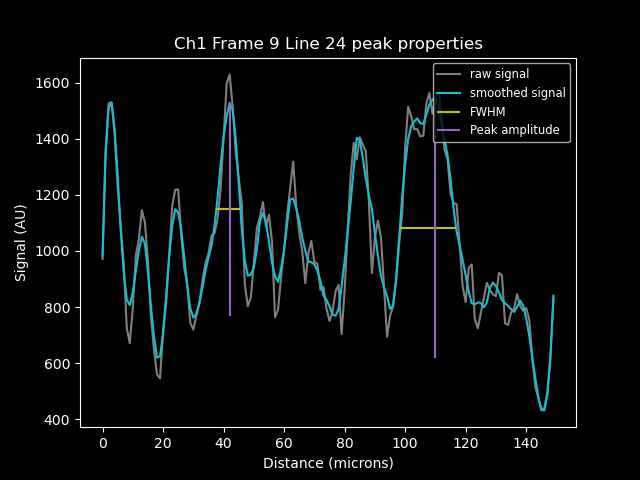 Ch1 Frame 9 Line 24 peak properties
raw signal
smoothed signal
FWHM
Peak amplitude
Signal (AU)
1600
1400
1200
1000
800
600
400
0 20 40 60 80 100 120 140
Distance (microns)